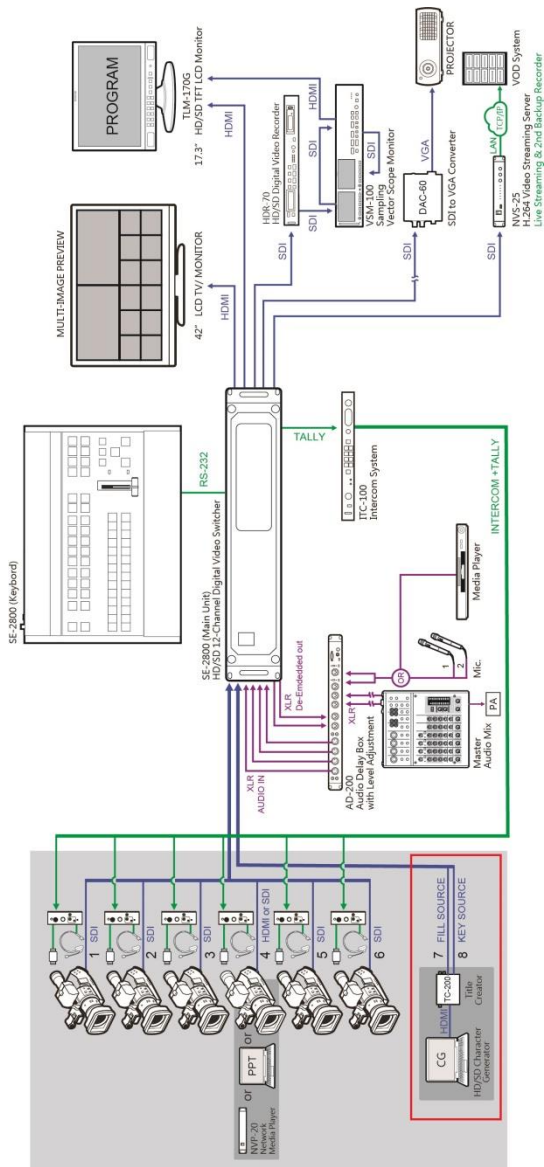 SE-2800 (Keybord)
RS-232
MULTI-IMAGE PREVIEW
42" LCD TV/ MONITOR
HDMI
PROGRAM
TLM-170G
17.3" HD/SD TFT LCD Monitor
HDMI
HDMI
SDI
HDR-70
HD/SD Digital Video Recorder
SDI
SDI
VSM-100
Sampling
Vector Scope Monitor
SDI
SDI
DAC-60
SDI to VGA Converter
VGA
PROJECTOR
SDI
NVS-25
H.264 Video Streaming Server
Live Streaming & 2nd Backup Recorder
LAN
TCP/IP
VOD System
SE-2800 (Main Unit)
HD/SD 12-Channel Digital Video Switcher
TALLY
ITC-100
Intercom System
INTERCOM +TALLY
XLR
De-Emdedded out
XLR
AUDIO IN
AD-200
Audio Delay Box
with Level Adjustment
XLR
OR
Media Player
1
2
Mic.
Master
Audio Mix
PA
1 SDI
2 SDI
3 SDI
4 HDMI or SDI
5 SDI
6 SDI
NVP-20
Network
Media Player
or
PPT
or
7 FILL SOURCE
8 KEY SOURCE
CG
HDMI
TC-200
Title
Creator
HD/SD Character
Generator